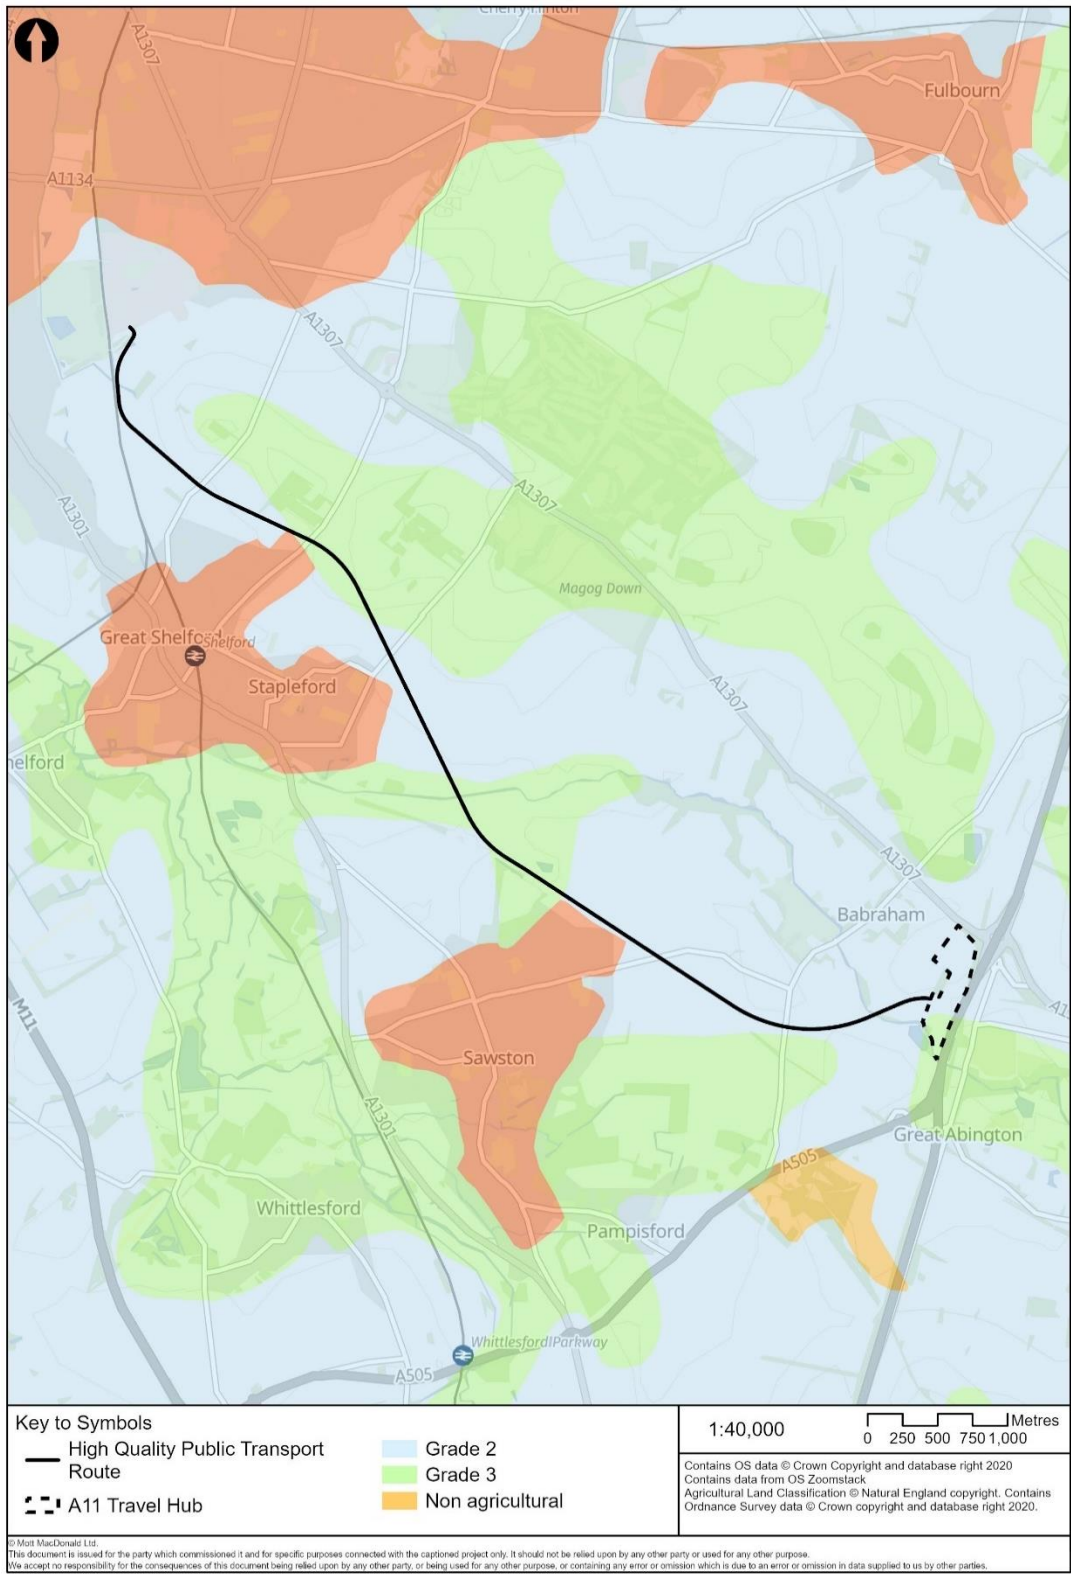 Cherry Hinton
A1307
Fulbourn
A1134
A1307
A1307
A1301
Magog Down
Great Shelford
Shelford
Stapleford
A1307
helford
A1307
Babraham
M11
Sawston
A1301
Great Abington
A505
Whittlesford
Pampisford
Whittlesford Parkway
A505
Key to Symbols
High Quality Public Transport
Route
A11 Travel Hub
Grade 2
Grade 3
Non agricultural
1:40,000
Metres
0 250 500 750 1,000
Contains OS data © Crown Copyright and database right 2020
Contains data from OS Zoomstack
Agricultural Land Classification © Natural England copyright. Contains
Ordnance Survey data © Crown copyright and database right 2020.
© Mott MacDonald Ltd.
This document is issued for the party which commissioned it and for specific purposes connected with the captioned project only. It should not be relied upon by any other party or used for any other purpose.
We accept no responsibility for the consequences of this document being relied upon by any other party, or being used for any other purpose, or containing any error or omission which is due to an error or omission in data supplied to us by other parties.